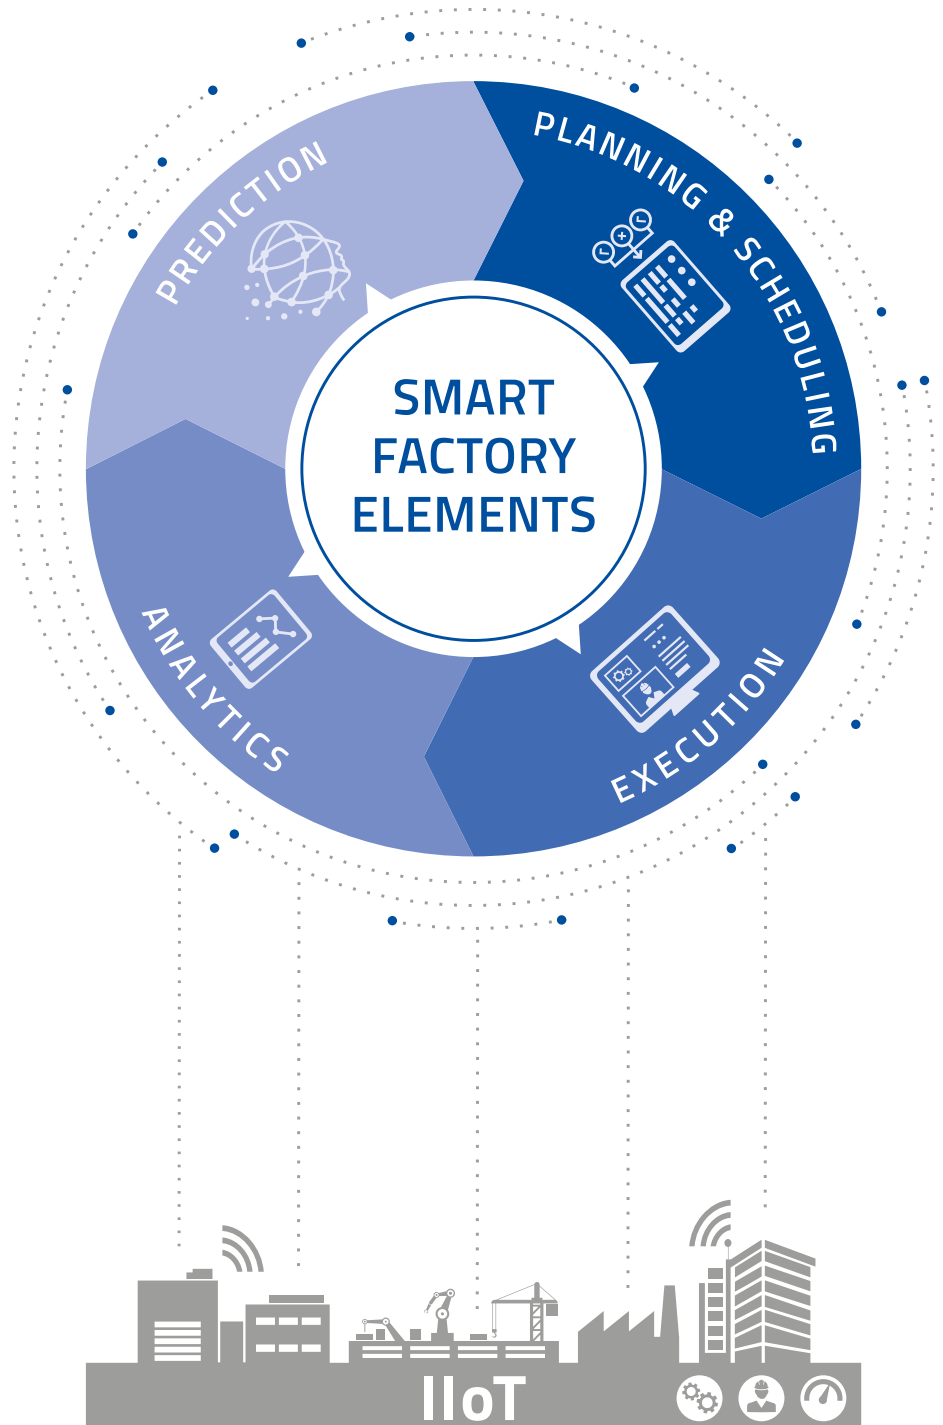 PREDICTION
PLANNING & SCHEDULING
SMART
FACTORY
ELEMENTS
ANALYTICS
EXECUTION
IIoT